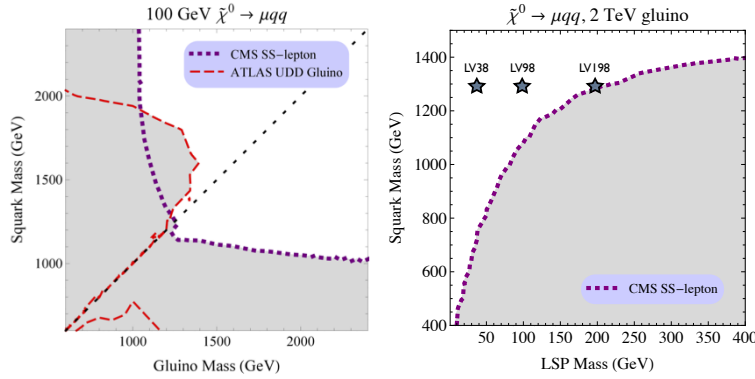 100 GeV χ̃⁰ → μqq
CMS SS−lepton
ATLAS UDD Gluino
2000
1500
1000
Squark Mass (GeV)
1000
1500
2000
Gluino Mass (GeV)
χ̃⁰ → μqq, 2 TeV gluino
LV38
LV98
LV198
CMS SS−lepton
1400
1200
1000
800
600
400
Squark Mass (GeV)
50
100
150
200
250
300
350
400
LSP Mass (GeV)